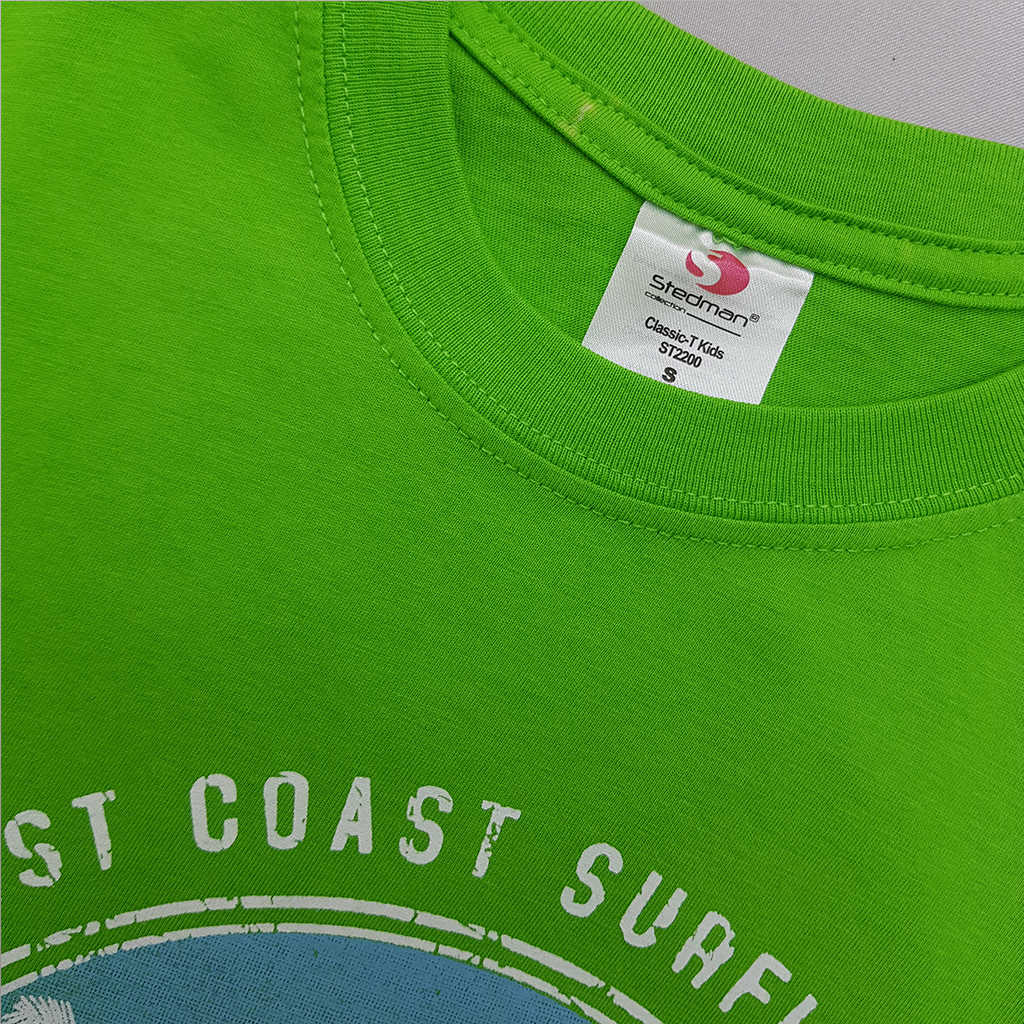 Stedman®
collection
Classic-T Kids
ST2200
S
ST COAST SURF